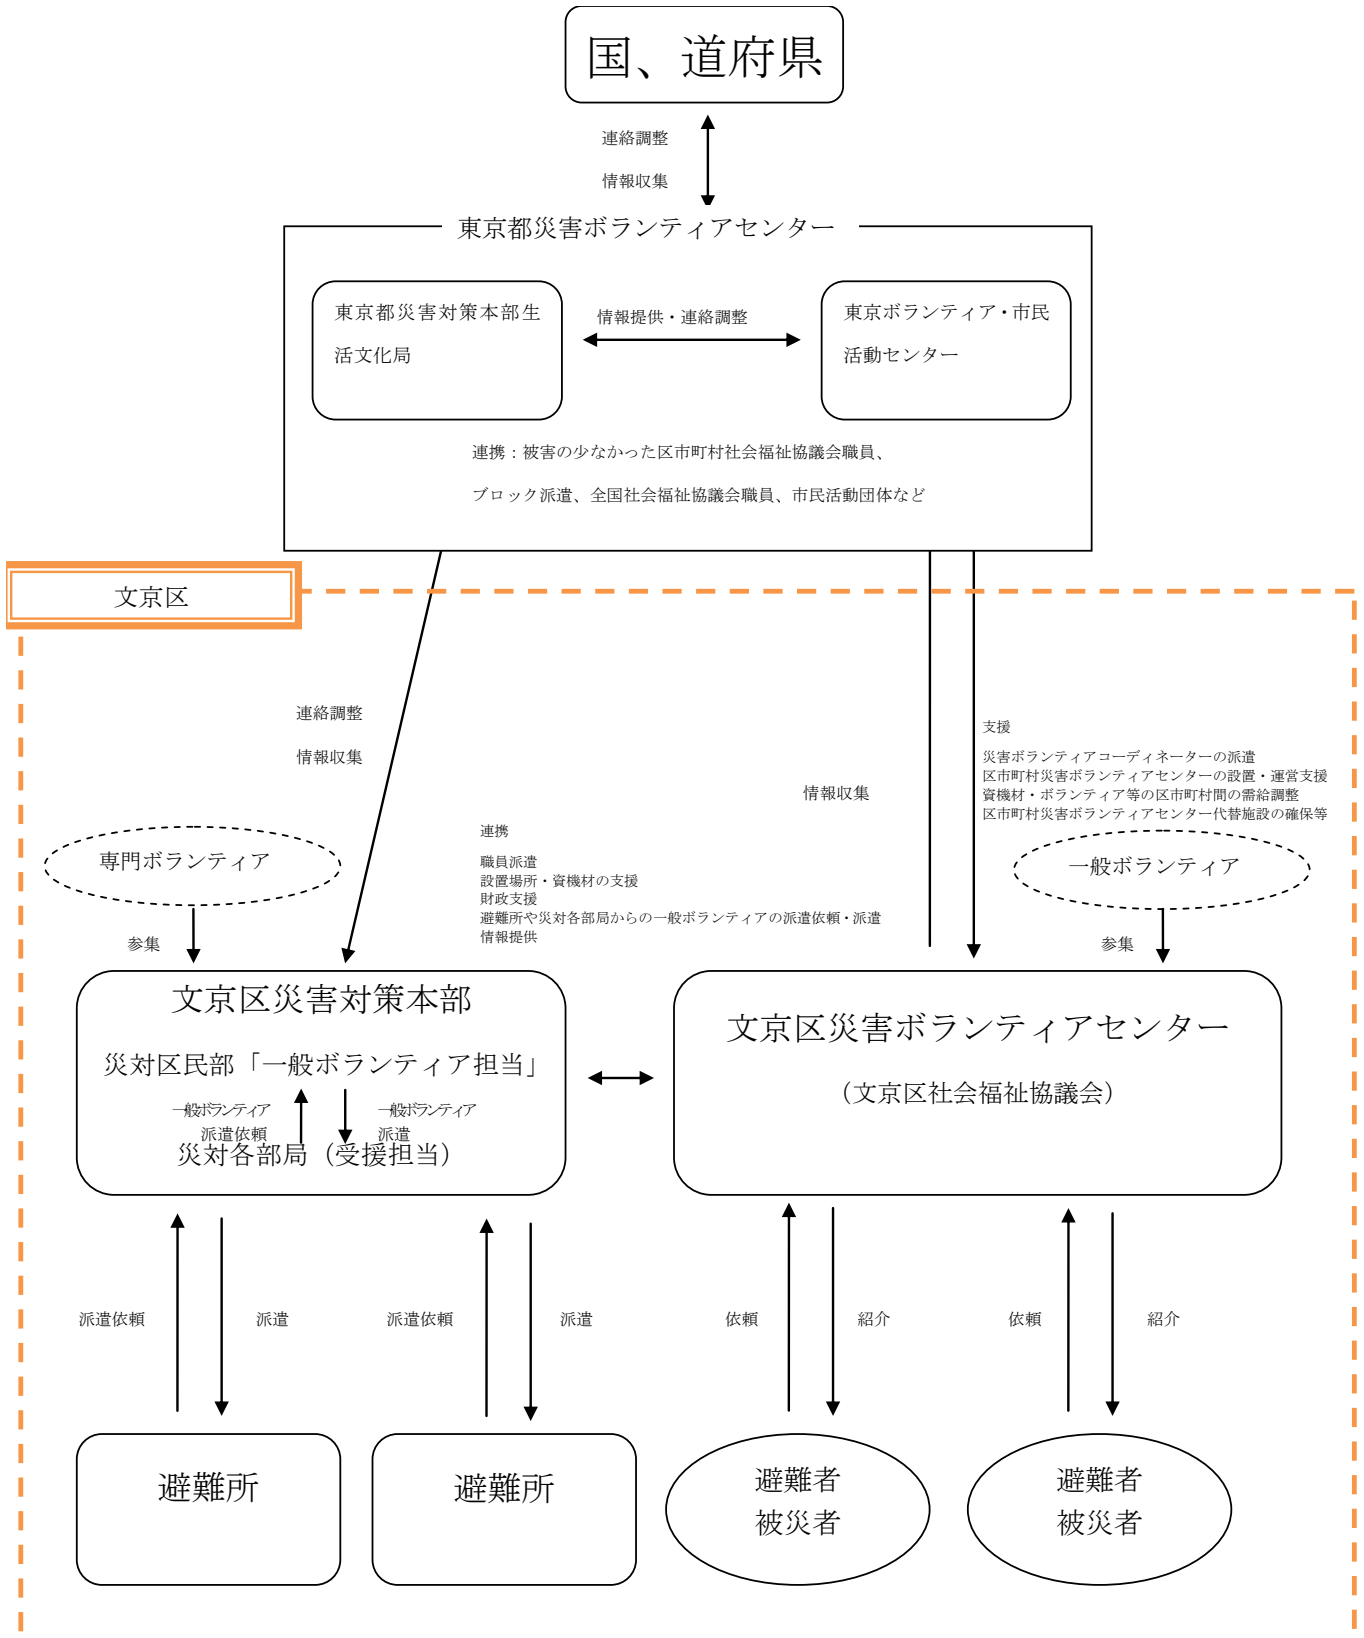 国、道府県
連絡調整
情報収集
東京都災害ボランティアセンター
東京都災害対策本部生
活文化局
情報提供・連絡調整
東京ボランティア・市民
活動センター
連携：被害の少なかった区市町村社会福祉協議会職員、
ブロック派遣、全国社会福祉協議会職員、市民活動団体など
文京区
連絡調整
情報収集
情報収集
支援
災害ボランティアコーディネーターの派遣
区市町村災害ボランティアセンターの設置・運営支援
資機材・ボランティア等の区市町村間の需給調整
区市町村災害ボランティアセンター代替施設の確保等
連携
職員派遣
設置場所・資機材の支援
財政支援
避難所や災対各部局からの一般ボランティアの派遣依頼・派遣
情報提供
専門ボランティア
参集
一般ボランティア
参集
文京区災害対策本部
災対区民部「一般ボランティア担当」
一般ボランティア
派遣依頼
一般ボランティア
派遣
災対各部局（受援担当）
文京区災害ボランティアセンター
（文京区社会福祉協議会）
派遣依頼
派遣
派遣依頼
派遣
依頼
紹介
依頼
紹介
避難所
避難所
避難者
被災者
避難者
被災者